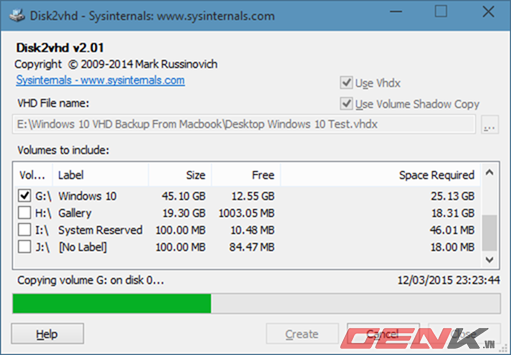 Disk2vhd - Sysinternals: www.sysinternals.com
Disk2vhd v2.01
Copyright © 2009-2014 Mark Russinovich
Sysinternals - www.sysinternals.com
Use Vhdx
VHD File name:
Use Volume Shadow Copy
E:\Windows 10 VHD Backup From Macbook\Desktop Windows 10 Test.vhdx
...
Volumes to include:
Vol... Label Size Free Space Required
G:\ Windows 10 45.10 GB 12.55 GB 25.13 GB
H:\ Gallery 19.30 GB 1003.05 MB 18.31 GB
I:\ System Reserved 100.00 MB 10.48 MB 46.01 MB
J:\ [No Label] 100.00 MB 84.47 MB 18.00 MB
Copying volume G: on disk 0... 12/03/2015 23:23:44
Help Create Cancel
GENK.VN